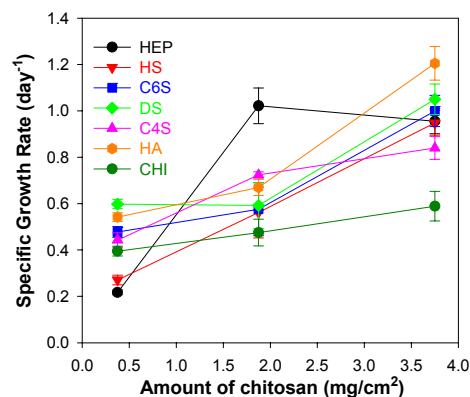 Specific Growth Rate (day⁻¹)
1.4
1.2
1.0
0.8
0.6
0.4
0.2
0.0
HEP
HS
C6S
DS
C4S
HA
CHI
0.0 0.5 1.0 1.5 2.0 2.5 3.0 3.5 4.0
Amount of chitosan (mg/cm²)